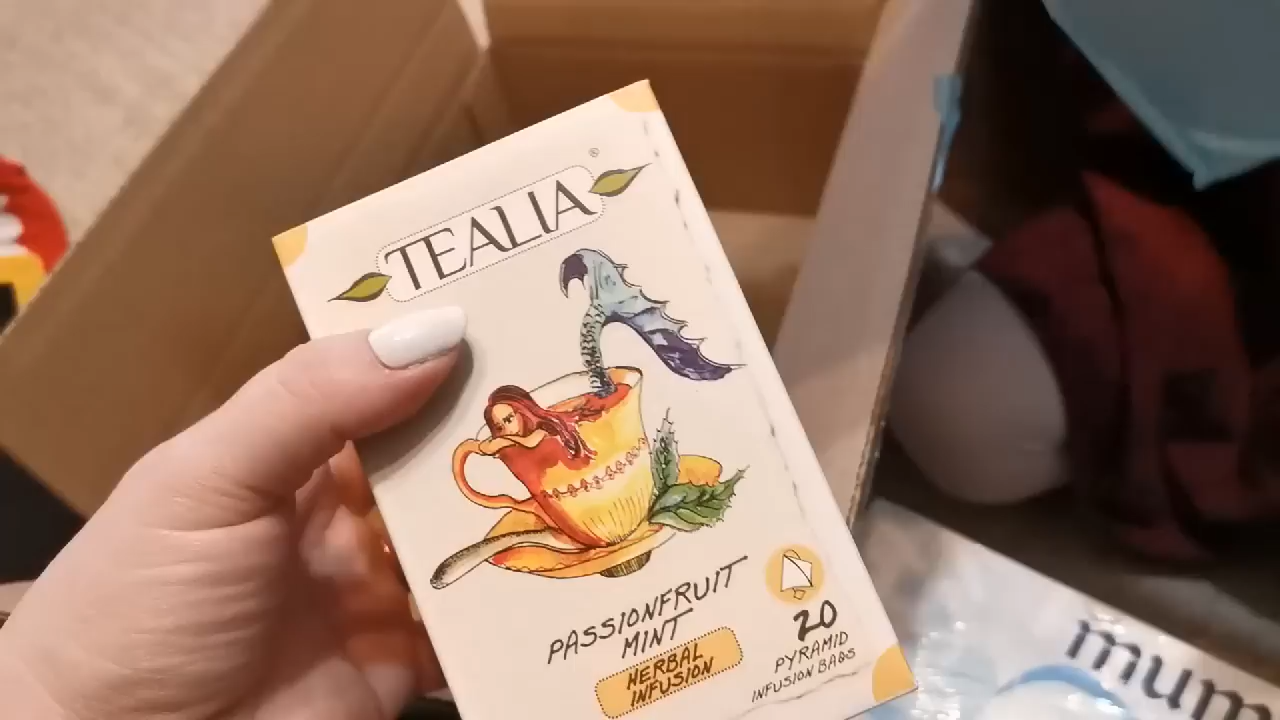 TEALIA
®
PASSIONFRUIT
MINT
HERBAL
INFUSION
20
PYRAMID
INFUSION BAGS
mum